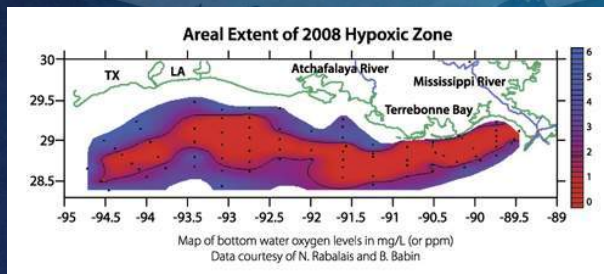 Areal Extent of 2008 Hypoxic Zone
30
29.5
29
28.5
TX
LA
Atchafalaya River
Mississippi River
Terrebonne Bay
6
5
4
3
2
1
0
-95 -94.5 -94 -93.5 -93 -92.5 -92 -91.5 -91 -90.5 -90 -89.5 -89
Map of bottom water oxygen levels in mg/L (or ppm)
Data courtesy of N. Rabalais and B. Babin